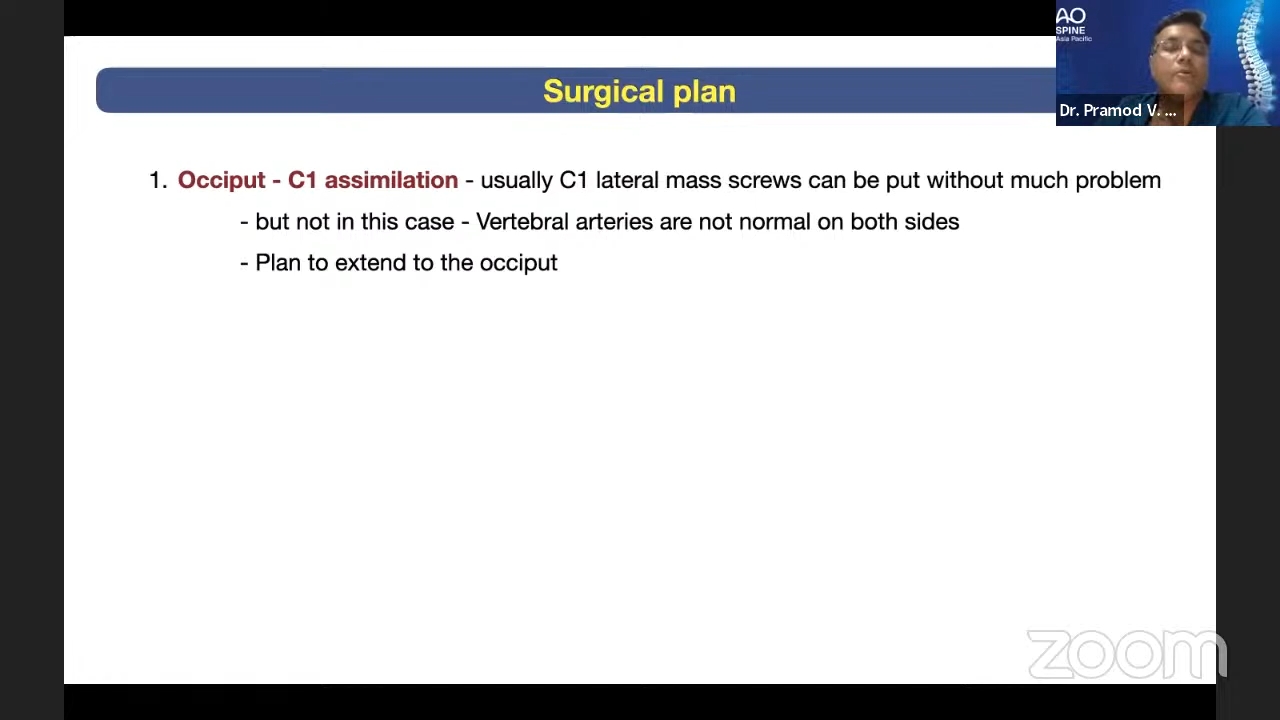 AO
SPINE
Asia Pacific
Dr. Pramod V. ...
Surgical plan
1. Occiput - C1 assimilation - usually C1 lateral mass screws can be put without much problem
- but not in this case - Vertebral arteries are not normal on both sides
- Plan to extend to the occiput
zoom